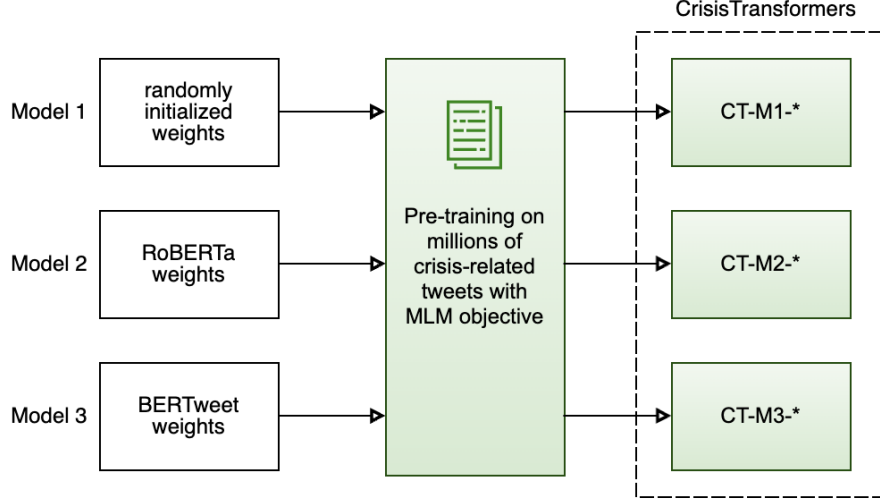 CrisisTransformers
Model 1
randomly
initialized
weights
CT-M1-*
Pre-training on
millions of
crisis-related
tweets with
MLM objective
Model 2
RoBERTa
weights
CT-M2-*
Model 3
BERTweet
weights
CT-M3-*